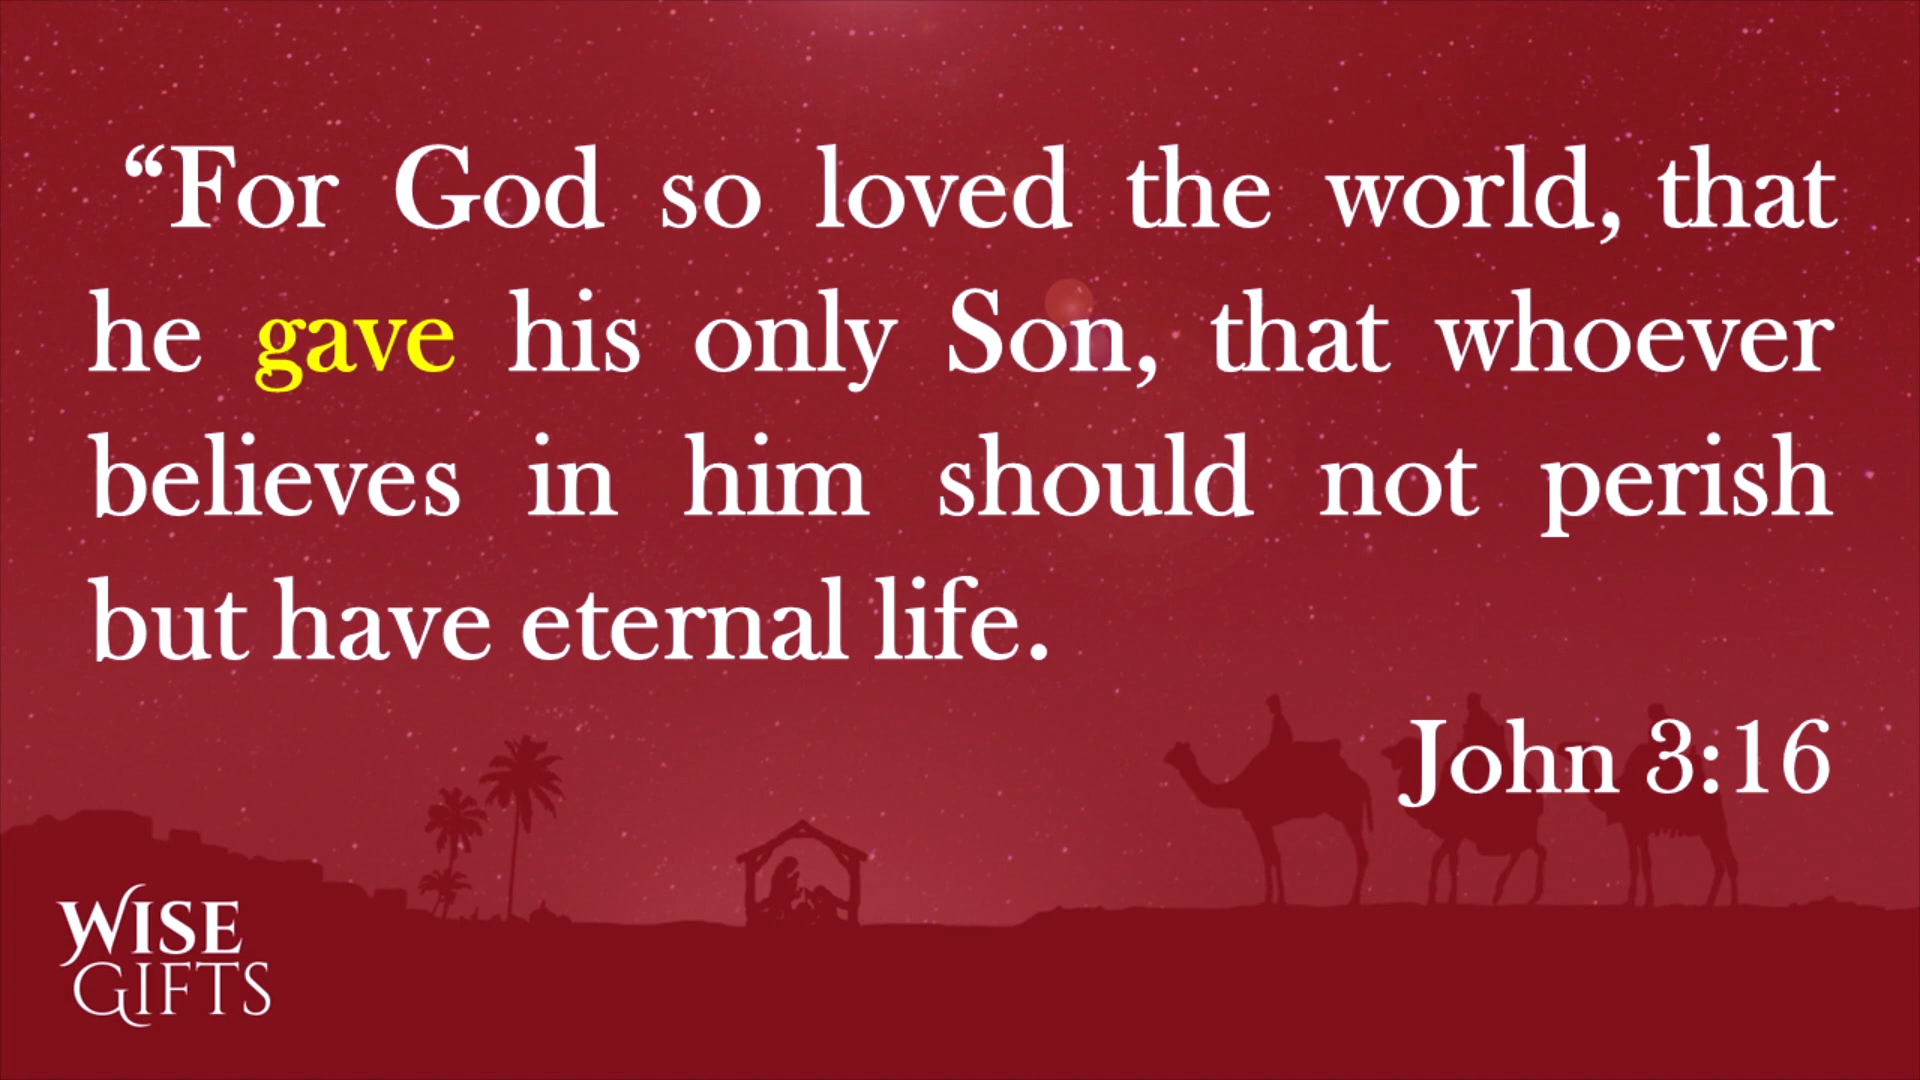 “For God so loved the world, that
he gave his only Son, that whoever
believes in him should not perish
but have eternal life.
John 3:16
WISE
GIFTS